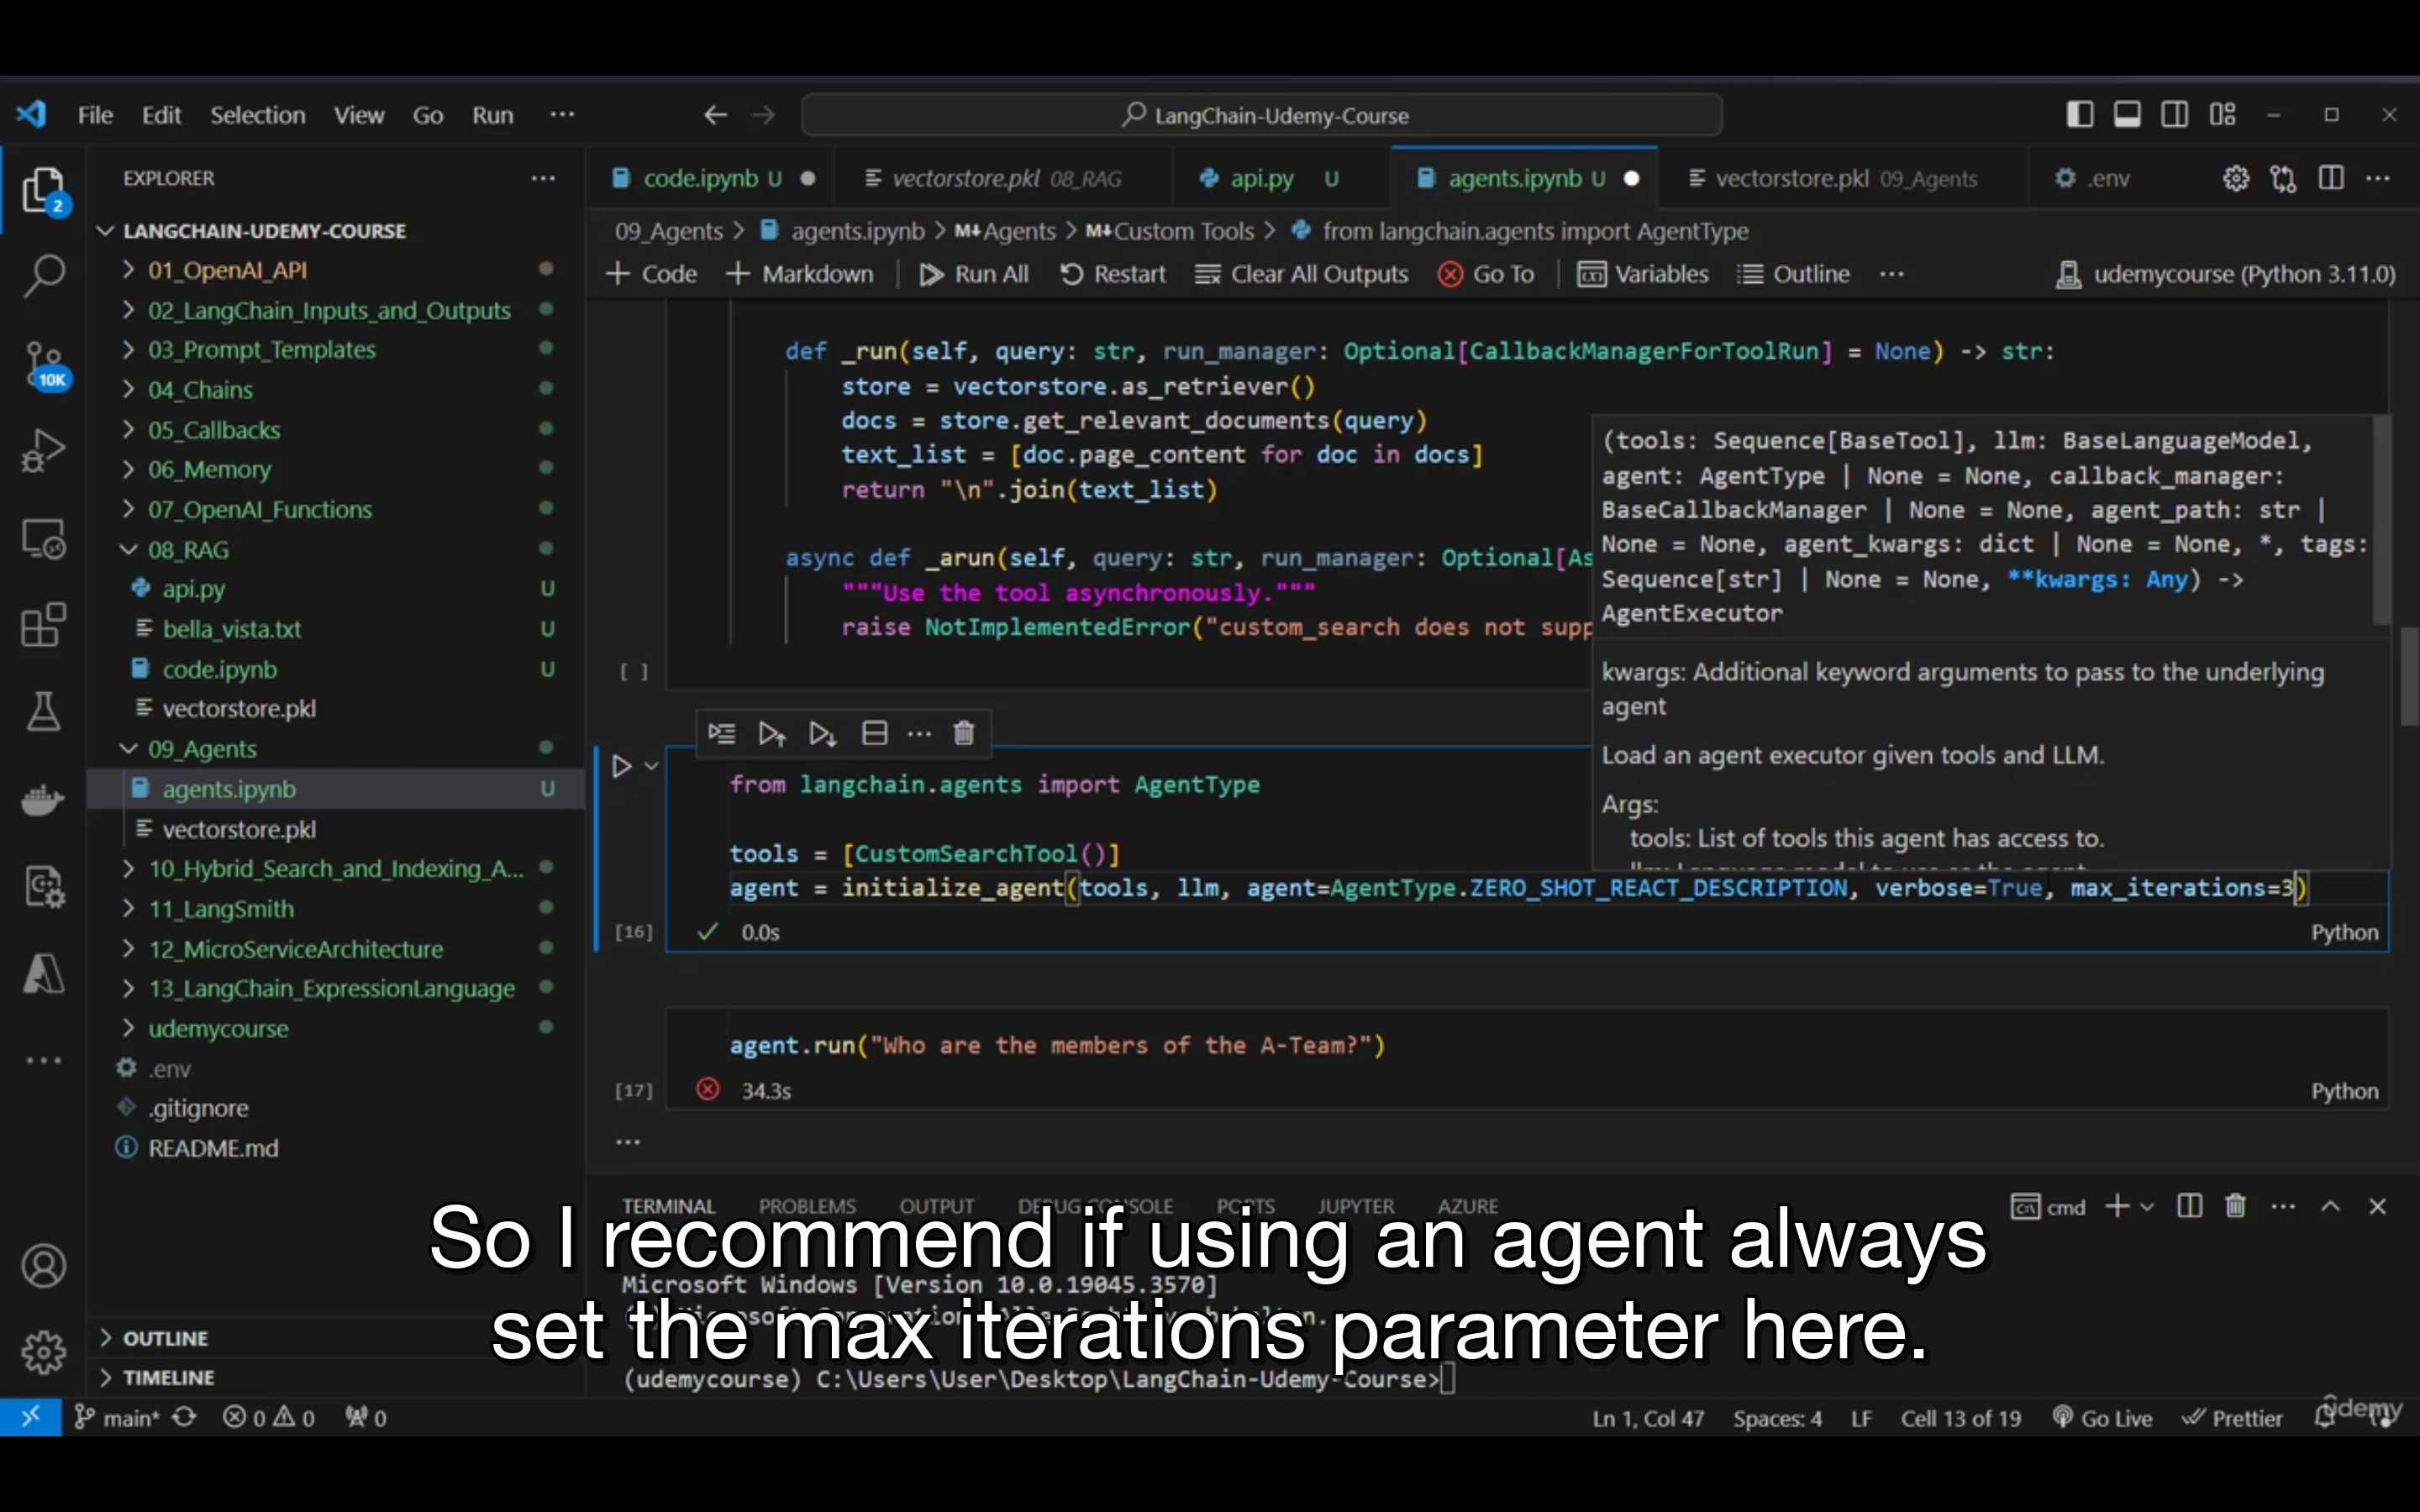 File Edit Selection View Go Run ···
LangChain-Udemy-Course
EXPLORER ···
code.ipynb U
vectorstore.pkl 08_RAG
api.py U
agents.ipynb U
vectorstore.pkl 09_Agents
.env
···
2
LANGCHAIN-UDEMY-COURSE
09_Agents > agents.ipynb > M↓Agents > M↓Custom Tools > from langchain.agents import AgentType
+ Code + Markdown | Run All Restart Clear All Outputs Go To | Variables Outline ··· udemycourse (Python 3.11.0)
01_OpenAI_API
02_LangChain_Inputs_and_Outputs
03_Prompt_Templates
10K
04_Chains
05_Callbacks
06_Memory
07_OpenAI_Functions
08_RAG
api.py U
bella_vista.txt U
code.ipynb U
vectorstore.pkl
09_Agents
agents.ipynb U
vectorstore.pkl
10_Hybrid_Search_and_Indexing_A...
11_LangSmith
12_MicroServiceArchitecture
13_LangChain_ExpressionLanguage
udemycourse
.env
.gitignore
README.md
OUTLINE
TIMELINE
def _run(self, query: str, run_manager: Optional[CallbackManagerForToolRun] = None) -> str:
store = vectorstore.as_retriever()
docs = store.get_relevant_documents(query)
text_list = [doc.page_content for doc in docs]
return "\n".join(text_list)
async def _arun(self, query: str, run_manager: Optional[As
"""Use the tool asynchronously."""
raise NotImplementedError("custom_search does not supp
[ ]
(tools: Sequence[BaseTool], llm: BaseLanguageModel,
agent: AgentType | None = None, callback_manager:
BaseCallbackManager | None = None, agent_path: str |
None = None, agent_kwargs: dict | None = None, *, tags:
Sequence[str] | None = None, **kwargs: Any) ->
AgentExecutor
kwargs: Additional keyword arguments to pass to the underlying
agent
Load an agent executor given tools and LLM.
Args:
tools: List of tools this agent has access to.
from langchain.agents import AgentType
tools = [CustomSearchTool()]
agent = initialize_agent(tools, llm, agent=AgentType.ZERO_SHOT_REACT_DESCRIPTION, verbose=True, max_iterations=3)
[16] 0.0s Python
agent.run("Who are the members of the A-Team?")
[17] 34.3s Python
···
TERMINAL PROBLEMS OUTPUT DEBUG CONSOLE PORTS JUPYTER AZURE cmd
So I recommend if using an agent always
Microsoft Windows [Version 10.0.19045.3570]
set the max iterations parameter here.
(udemycourse) C:\Users\User\Desktop\LangChain-Udemy-Course>
main* 0 0 0 Ln 1, Col 47 Spaces: 4 LF Cell 13 of 19 Go Live Prettier
udemy